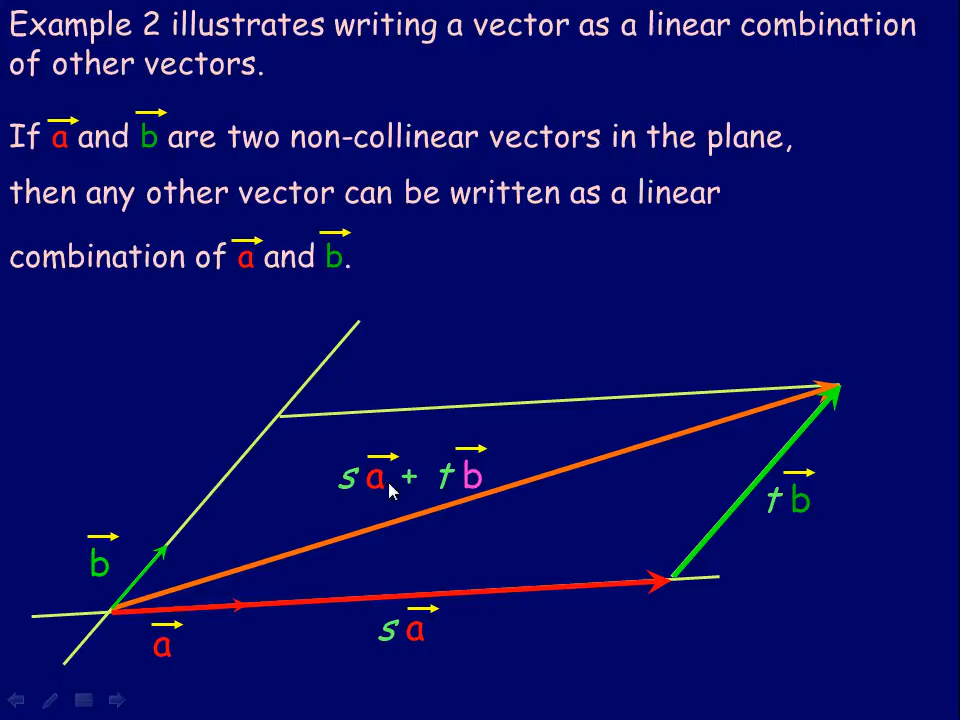 Example 2 illustrates writing a vector as a linear combination
of other vectors.
If a and b are two non-collinear vectors in the plane,
then any other vector can be written as a linear
combination of a and b.
s a + t b
t b
b
s a
a